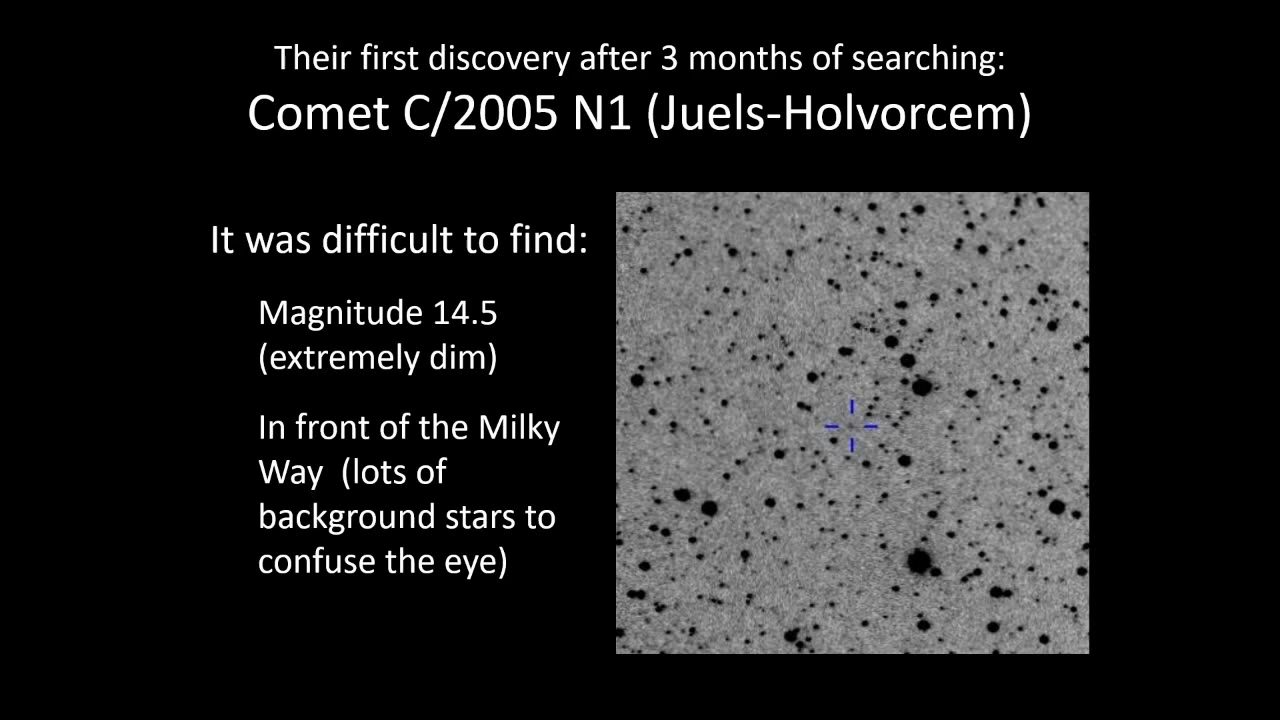 Their first discovery after 3 months of searching:
Comet C/2005 N1 (Juels-Holvorcem)
It was difficult to find:
Magnitude 14.5
(extremely dim)
In front of the Milky
Way  (lots of
background stars to
confuse the eye)